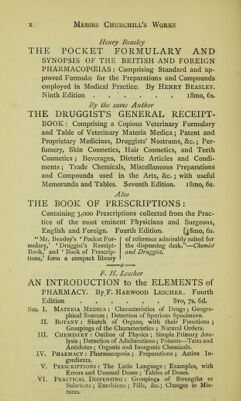 x MESSRS CHURCHILL'S WORKS
Henry Beasley
THE POCKET FORMULARY AND
SYNOPSIS OF THE BRITISH AND FOREIGN
PHARMACOPŒIAS: Comprising Standard and ap-
proved Formulæ for the Preparations and Compounds
employed in Medical Practice. By HENRY BEASLEY.
Ninth Edition . . . . . 18mo, 6s.
By the same Author
THE DRUGGIST'S GENERAL RECEIPT-
BOOK: Comprising a Copious Veterinary Formulary
and Table of Veterinary Materia Medica; Patent and
Proprietary Medicines, Druggists' Nostrums, &c.; Per-
fumery, Skin Cosmetics, Hair Cosmetics, and Teeth
Cosmetics; Beverages, Dietetic Articles and Condi-
ments; Trade Chemicals, Miscellaneous Preparations
and Compounds used in the Arts, &c.; with useful
Memoranda and Tables. Seventh Edition. 18mo, 6s.
Also
THE BOOK OF PRESCRIPTIONS:
Containing 3,000 Prescriptions collected from the Prac-
tice of the most eminent Physicians and Surgeons,
English and Foreign. Fourth Edition. 18mo, 6s.
"Mr. Beasley's 'Pocket For-
mulary,' 'Druggist's Receipt-
Book,' and 'Book of Prescrip-
tions,' form a compact library
of reference admirably suited for
the dispensing desk."—Chemist
and Druggist.
F. H. Lescher
AN INTRODUCTION to the ELEMENTS of
PHARMACY. By F. HARWOOD LESCHER. Fourth
Edition . . . . . 8vo, 7s. 6d.
SEC. I. MATERIA MEDICA: Characteristics of Drugs; Geogra-
phical Sources; Detection of Spurious Specimens.
II. BOTANY: Sketch of Organs, with their Functions;
Groupings of the Characteristics; Natural Orders.
III. CHEMISTRY: Outline of Physics; Simple Primary Ana-
lysis; Detection of Adulterations; Poisons—Tests and
Antidotes; Organic and Inorganic Chemicals.
IV. PHARMACY: Pharmacopœia; Preparations; Active In-
gredients.
V. PRESCRIPTIONS: The Latin Language; Examples, with
Errors and Unusual Doses; Tables of Doses.
VI. PRACTICAL DISPENSING: Groupings of Strengths of
Solutions; Emulsions; Pills, &c.; Changes in Mix-
tures.